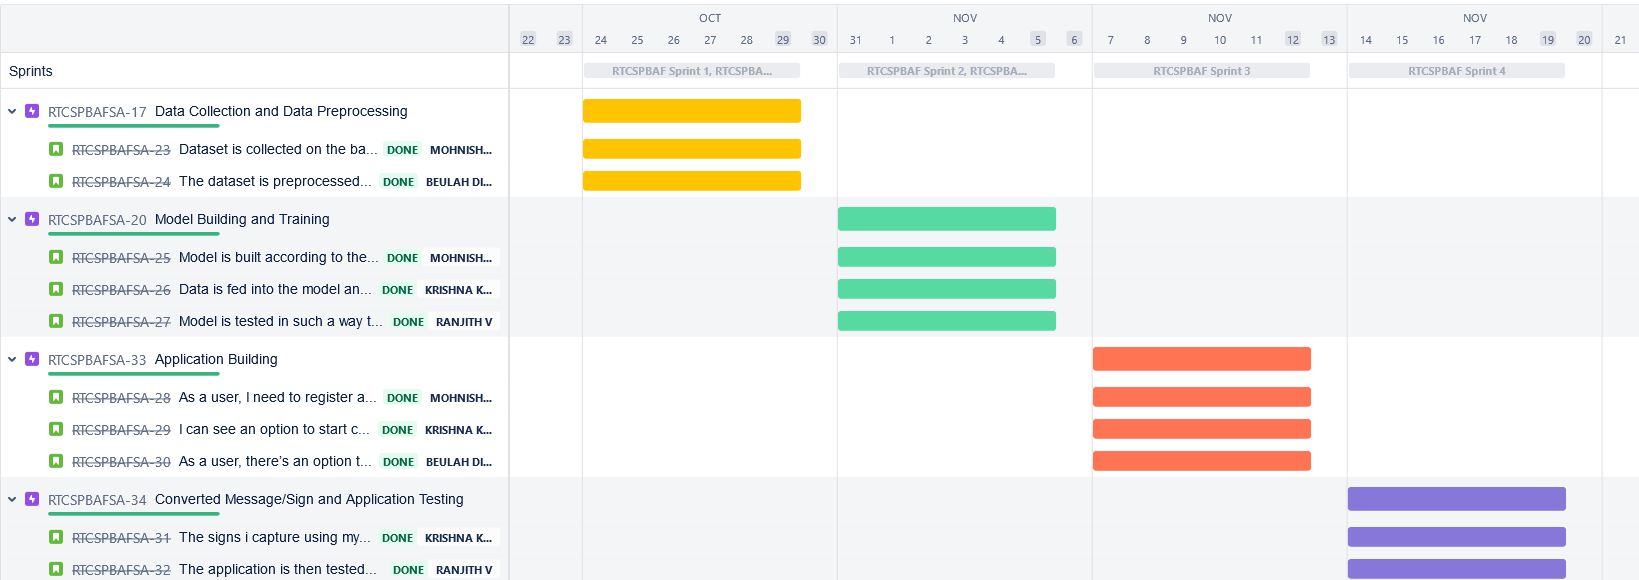 OCT NOV NOV NOV
22 23 24 25 26 27 28 29 30 31 1 2 3 4 5 6 7 8 9 10 11 12 13 14 15 16 17 18 19 20 21
Sprints RTCSPBAF Sprint 1, RTCSPBA... RTCSPBAF Sprint 2, RTCSPBA... RTCSPBAF Sprint 3 RTCSPBAF Sprint 4
RTCSPBAFSA-17 Data Collection and Data Preprocessing
RTCSPBAFSA-23 Dataset is collected on the ba... DONE MOHNISH...
RTCSPBAFSA-24 The dataset is preprocessed... DONE BEULAH DI...
RTCSPBAFSA-20 Model Building and Training
RTCSPBAFSA-25 Model is built according to the... DONE MOHNISH...
RTCSPBAFSA-26 Data is fed into the model an... DONE KRISHNA K...
RTCSPBAFSA-27 Model is tested in such a way t... DONE RANJITH V
RTCSPBAFSA-33 Application Building
RTCSPBAFSA-28 As a user, I need to register a... DONE MOHNISH...
RTCSPBAFSA-29 I can see an option to start c... DONE KRISHNA K...
RTCSPBAFSA-30 As a user, there's an option t... DONE BEULAH DI...
RTCSPBAFSA-34 Converted Message/Sign and Application Testing
RTCSPBAFSA-31 The signs i capture using my... DONE KRISHNA K...
RTCSPBAFSA-32 The application is then tested... DONE RANJITH V